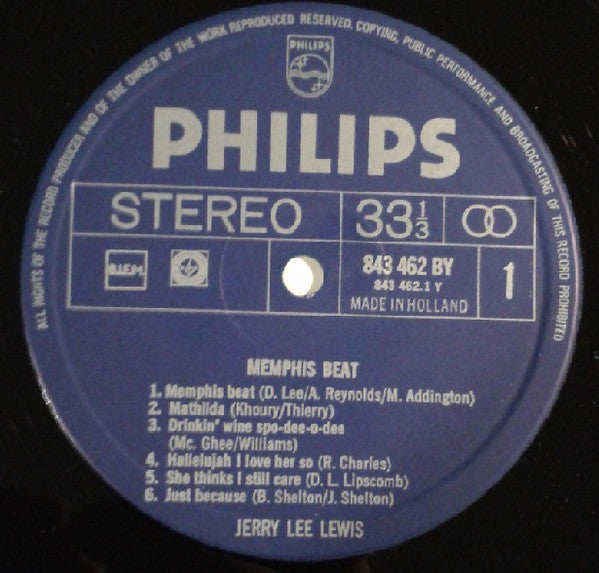 ALL RIGHTS OF THE RECORD PRODUCER AND OF THE OWNER OF THE WORK REPRODUCED RESERVED. COPYING, PUBLIC PERFORMANCE AND BROADCASTING OF THIS RECORD PROHIBITED
PHILIPS
PHILIPS
STEREO 33 1/3
B.I.E.M. 843 462 BY 1
843 462.1 Y
MADE IN HOLLAND
MEMPHIS BEAT
1. Memphis beat (D. Lee/A. Reynolds/M. Addington)
2. Mathilda (Khoury/Thierry)
3. Drinkin' wine spo-dee-o-dee
(Mc. Ghee/Williams)
4. Hallelujah I love her so (R. Charles)
5. She thinks I still care (D. L. Lipscomb)
6. Just because (B. Shelton/J. Shelton)
JERRY LEE LEWIS